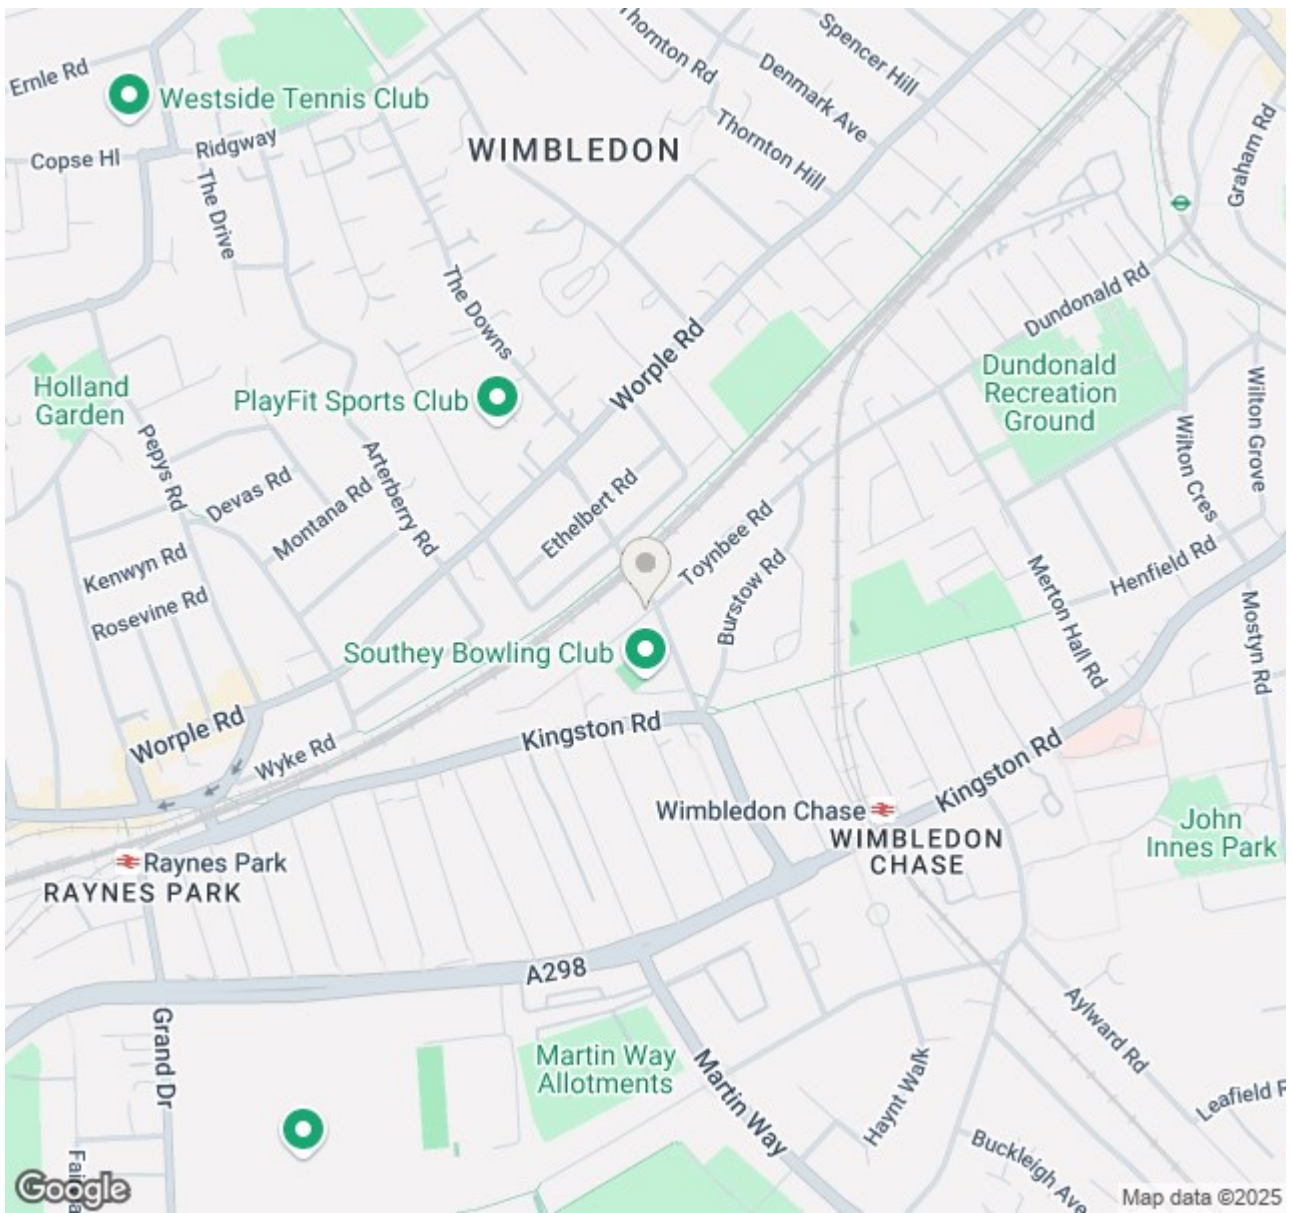 Thornton Rd
Spencer Hill
Denmark Ave
Ernle Rd
Westside Tennis Club
WIMBLEDON
Thornton Hill
Graham Rd
Copse Hl
Ridgway
The Drive
The Downs
Dundonald Rd
Worple Rd
Holland
Garden
PlayFit Sports Club
Dundonald
Recreation
Ground
Wilton Grove
Wilton Cres
Pepys Rd
Devas Rd
Montana Rd
Arterberry Rd
Ethelbert Rd
Toynbee Rd
Burstow Rd
Kenwyn Rd
Rosevine Rd
Merton Hall Rd
Henfield Rd
Mostyn Rd
Southey Bowling Club
Worple Rd
Wyke Rd
Kingston Rd
Kingston Rd
Wimbledon Chase
WIMBLEDON
CHASE
John
Innes Park
Raynes Park
RAYNES PARK
A298
Grand Dr
Martin Way
Allotments
Martin Way
Haynt Walk
Aylward Rd
Leafield R
Buckleigh Ave
Google
Map data ©2025